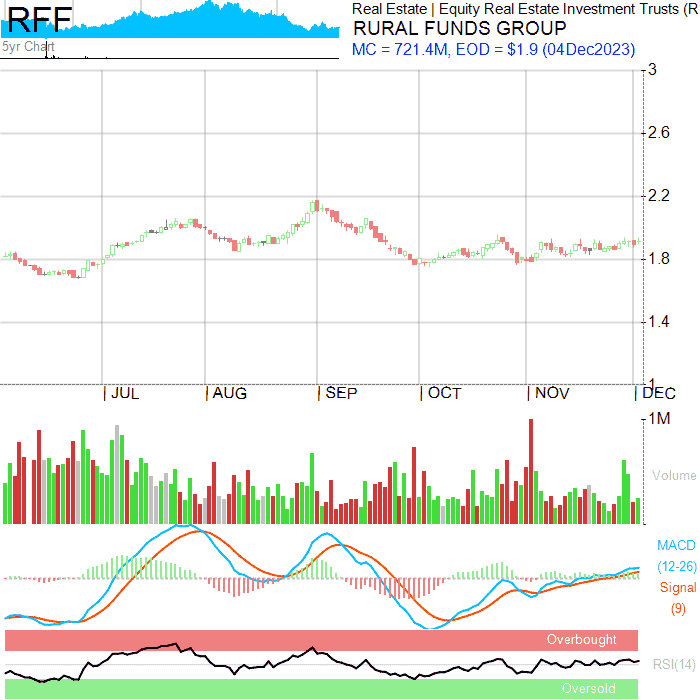 RFF
5yr Chart
Real Estate | Equity Real Estate Investment Trusts (R
RURAL FUNDS GROUP
MC = 721.4M, EOD = $1.9 (04Dec2023)
3
2.6
2.2
1.8
1.4
1
| JUL | AUG | SEP | OCT | NOV | DEC
1M
Volume
MACD
(12-26)
Signal
(9)
Overbought
RSI(14)
Oversold